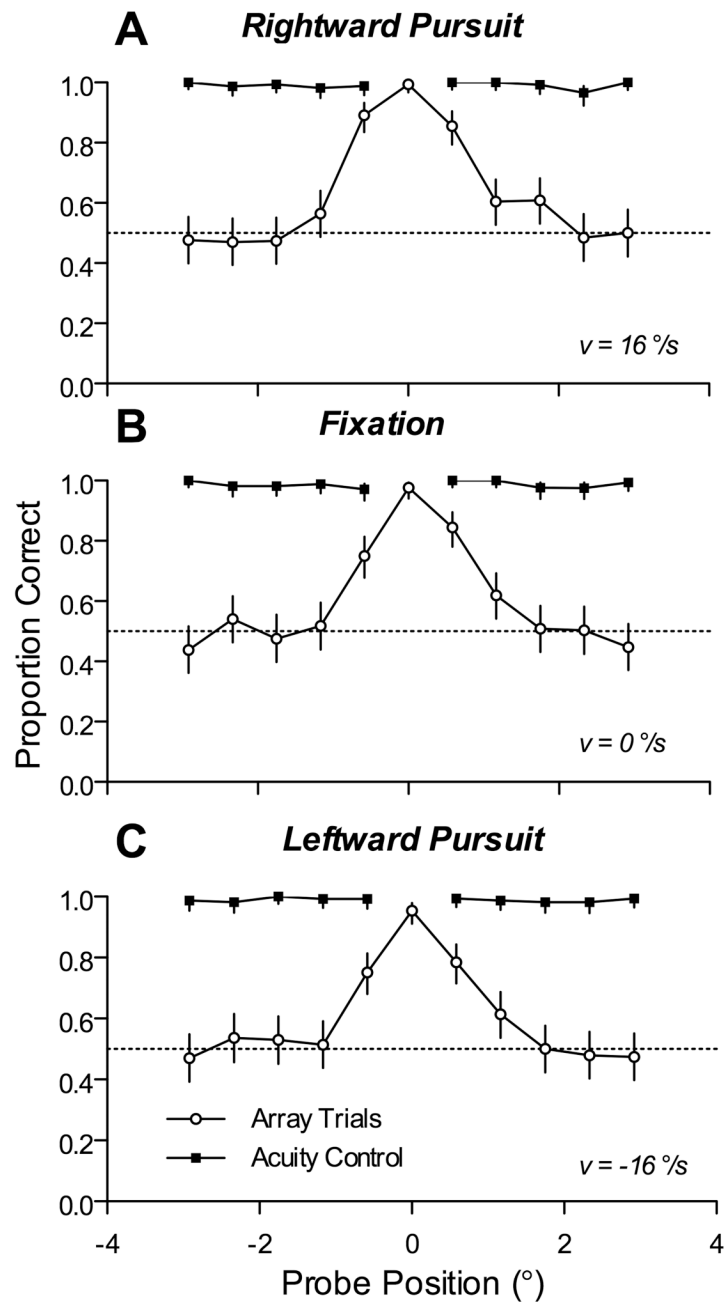 A Rightward Pursuit
1.0
0.8
0.6
0.4
0.2
0.0
v = 16 °/s
B Fixation
1.0
0.8
0.6
0.4
0.2
0.0
v = 0 °/s
Proportion Correct
C Leftward Pursuit
1.0
0.8
0.6
0.4
0.2
0.0
Array Trials
Acuity Control
v = -16 °/s
-4 -2 0 2 4
Probe Position (°)